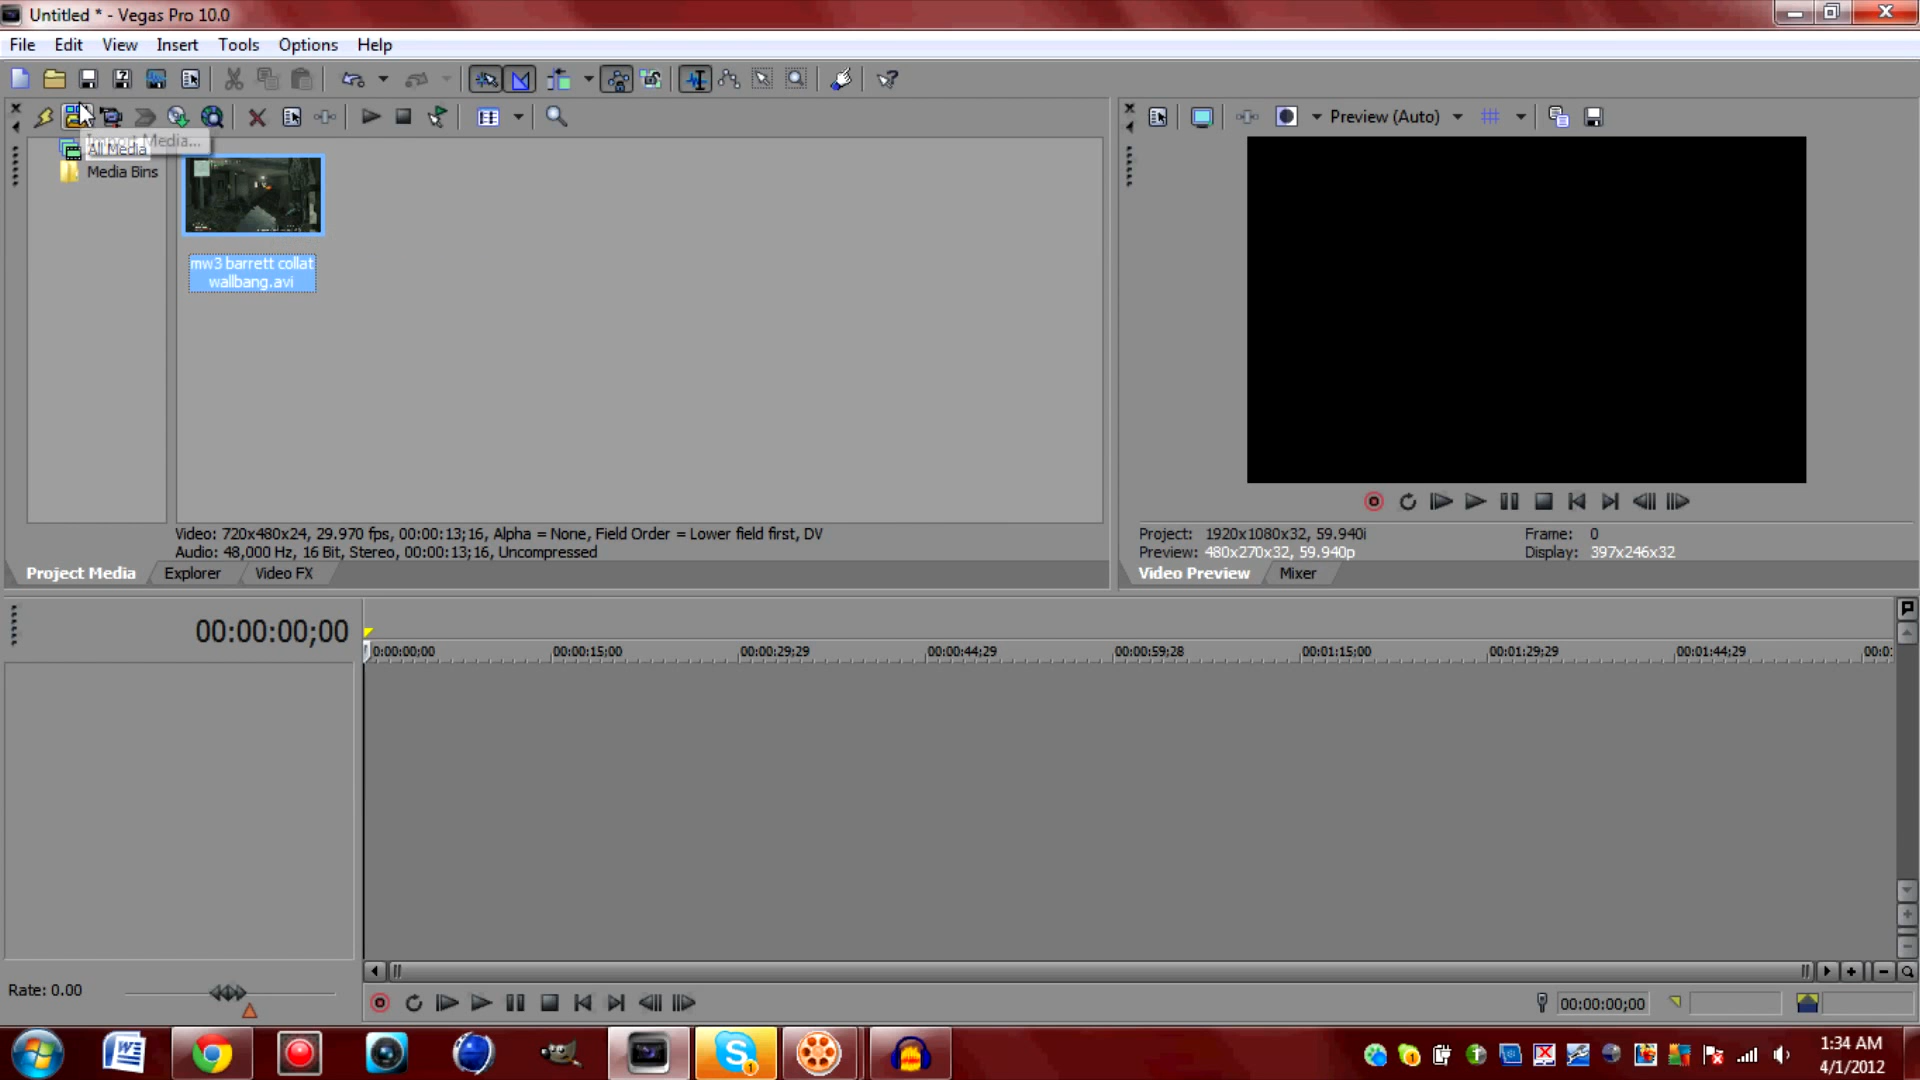 Untitled * - Vegas Pro 10.0
File Edit View Insert Tools Options Help
Preview (Auto)
Import Media...
All Media
Media Bins
mw3 barrett collat
wallbang.avi
Video: 720x480x24, 29.970 fps, 00:00:13;16, Alpha = None, Field Order = Lower field first, DV
Audio: 48,000 Hz, 16 Bit, Stereo, 00:00:13;16, Uncompressed
Project: 1920x1080x32, 59.940i
Frame: 0
Preview: 480x270x32, 59.940p
Display: 397x246x32
Project Media Explorer Video FX
Video Preview Mixer
00:00:00;00
0:00:00;00 00:00:15;00 00:00:29;29 00:00:44;29 00:00:59;28 00:01:15;00 00:01:29;29 00:01:44;29 00:0
Rate: 0.00
00:00:00;00
1:34 AM
4/1/2012